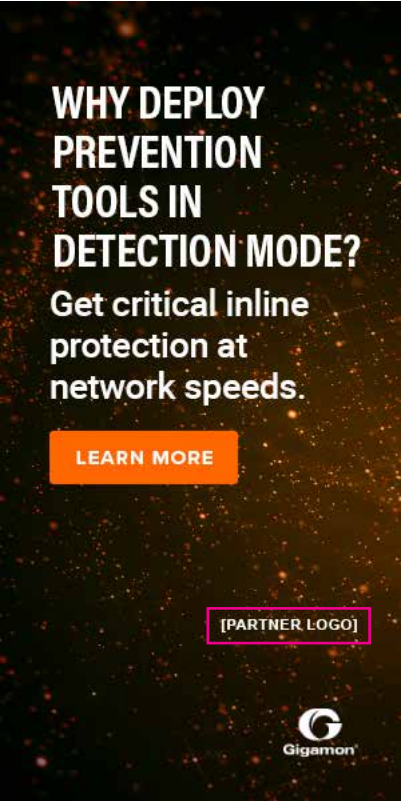 WHY DEPLOY
PREVENTION
TOOLS IN
DETECTION MODE?
Get critical inline
protection at
network speeds.
LEARN MORE
[PARTNER LOGO]
Gigamon®